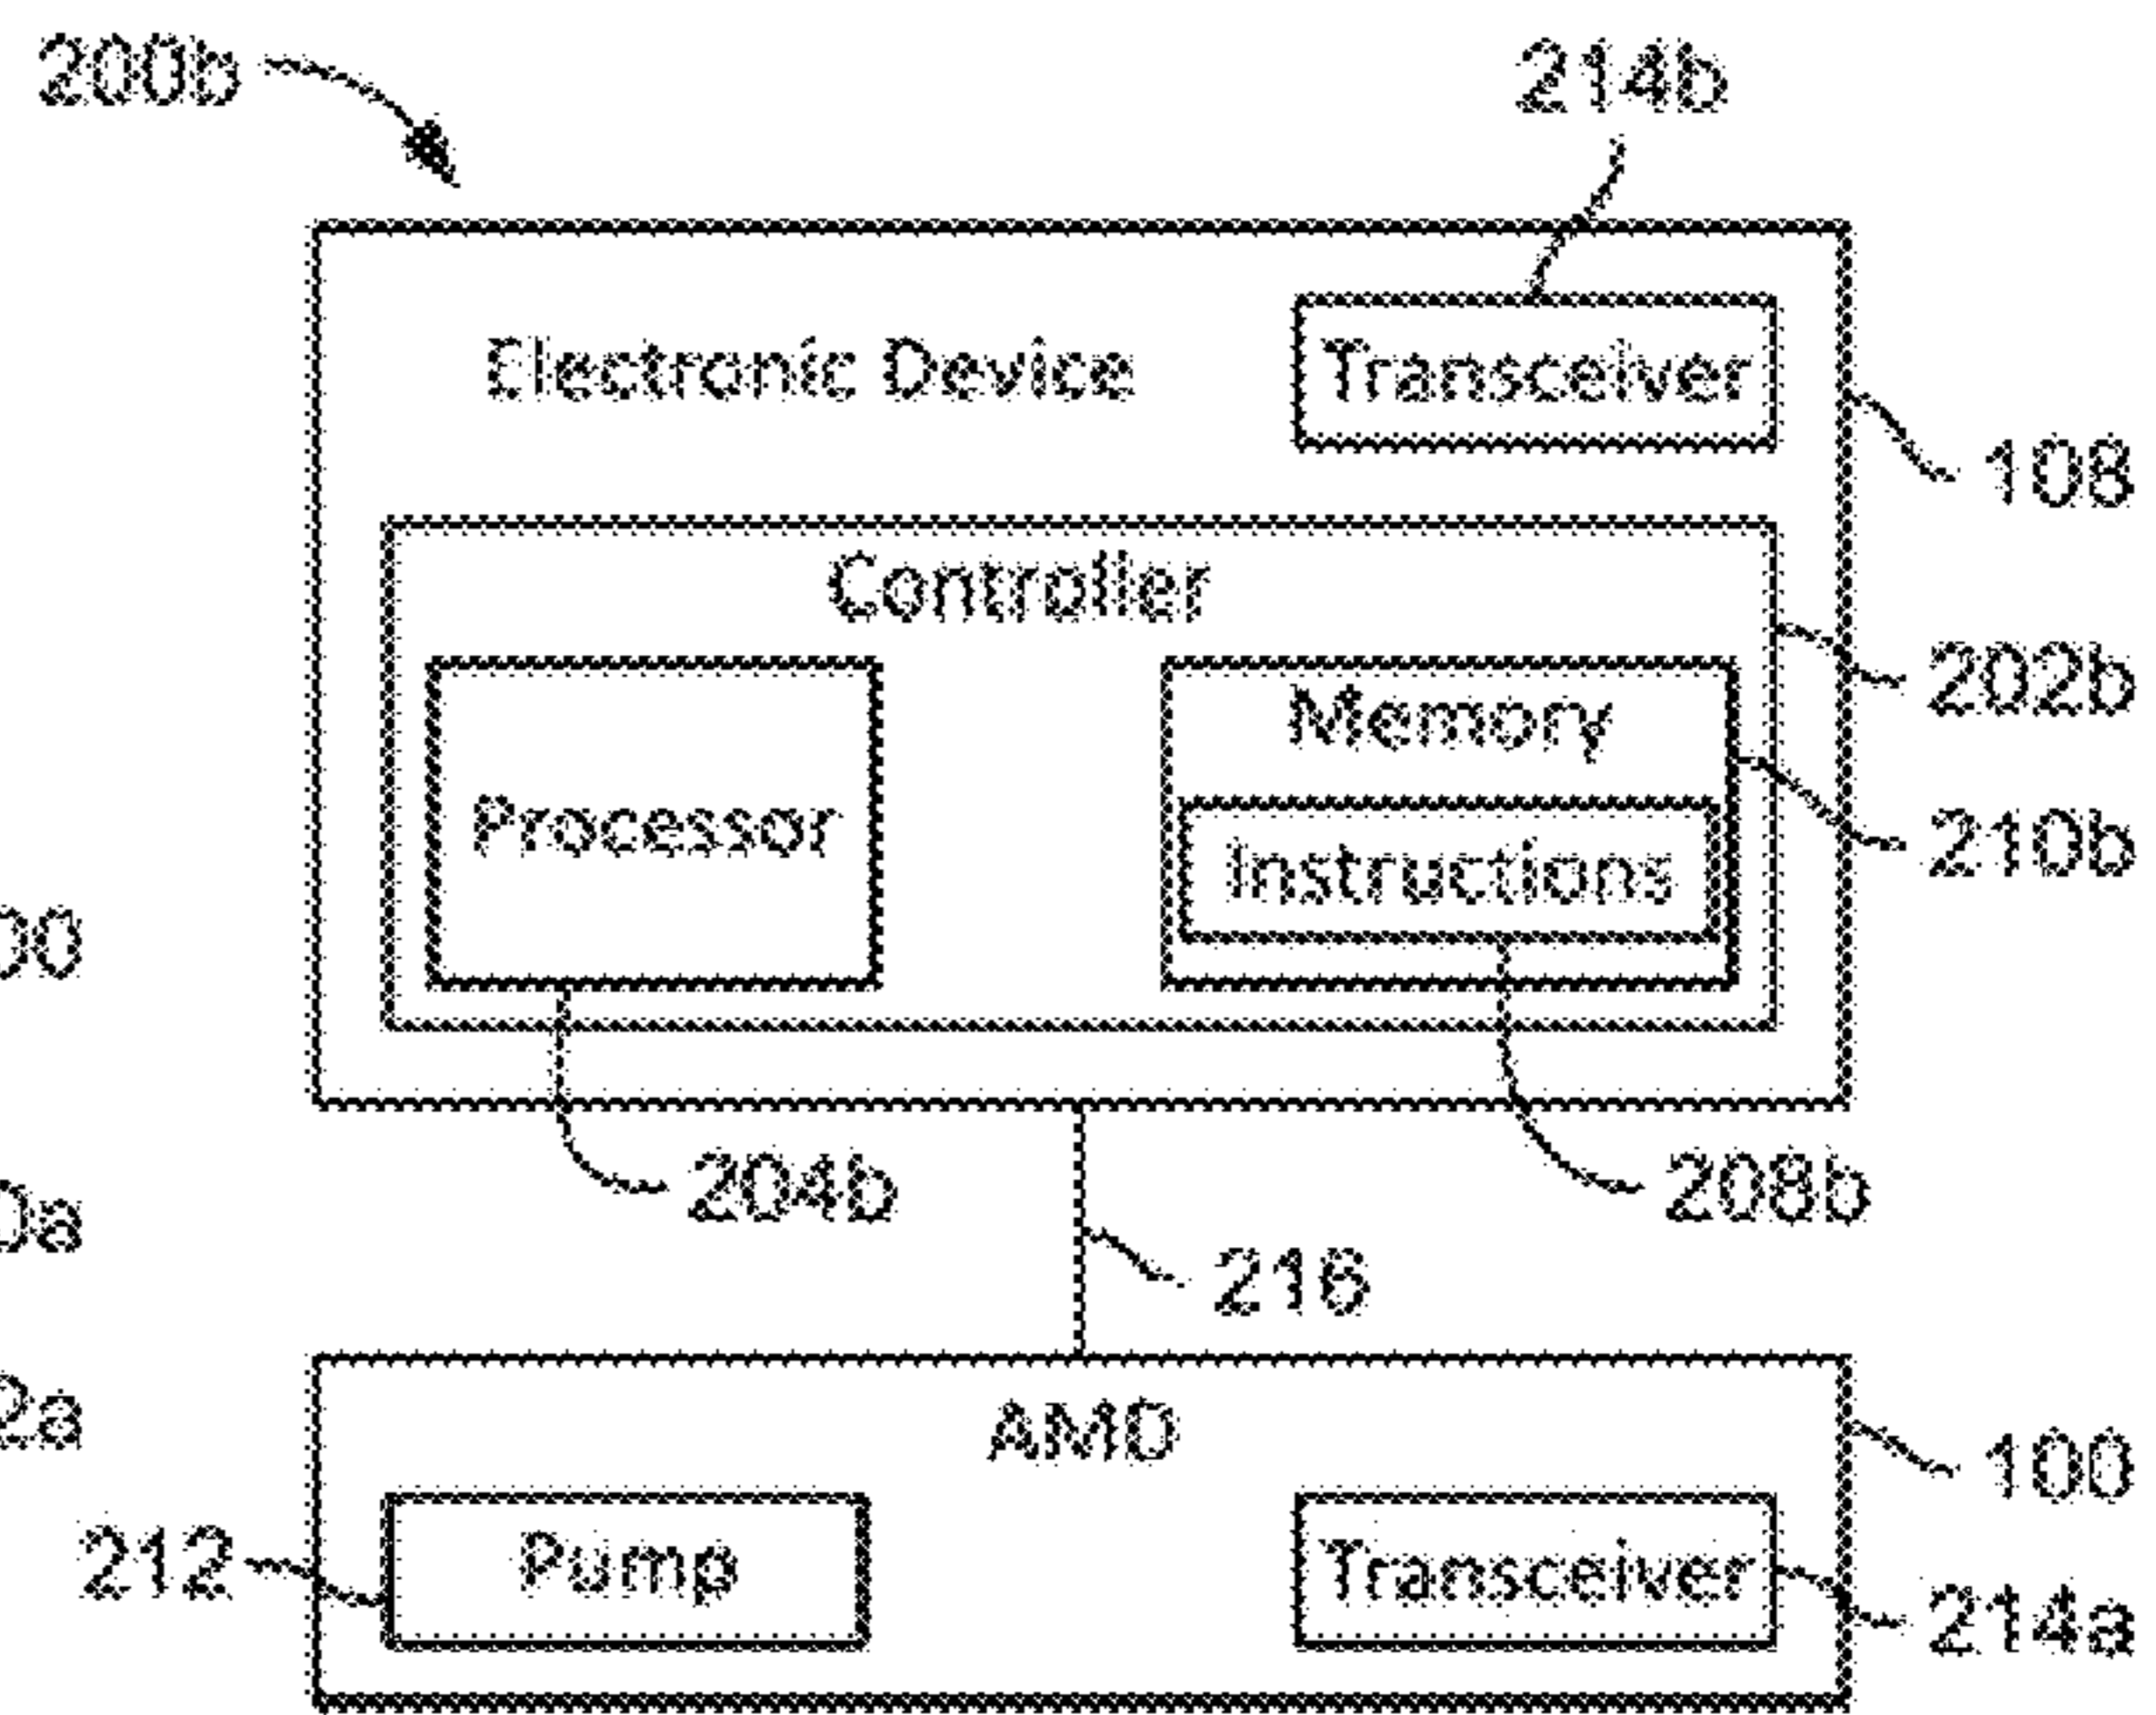 200b
214b
Electronic Device
Transceiver
108
Controller
202b
Memory
Processor
210b
Instructions
00
0a
204b
208b
216
2a
AMD
100
212
Pump
Transceiver
214a